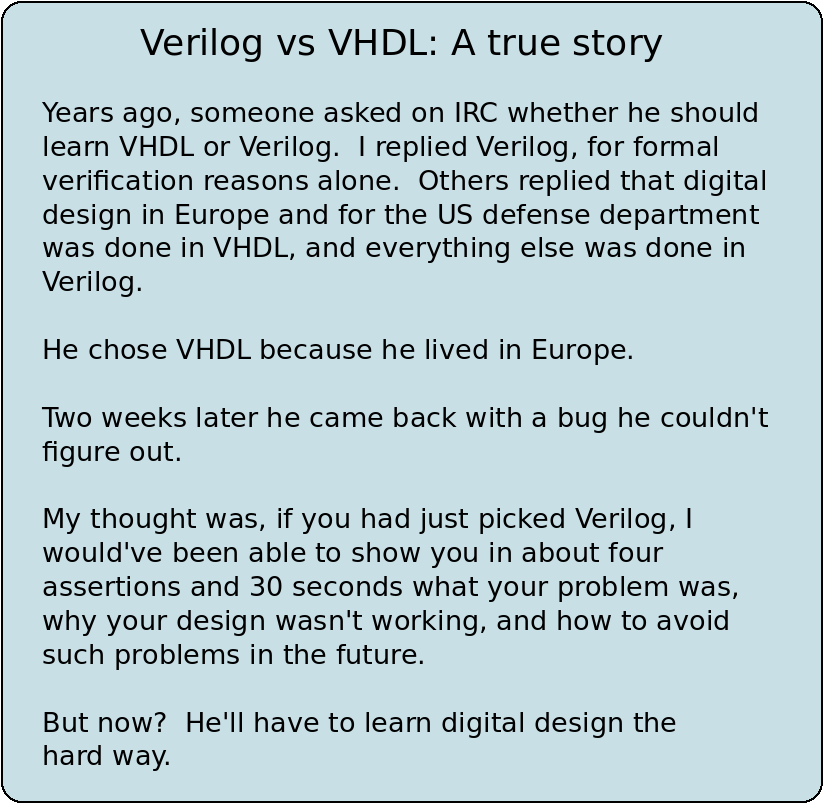 Verilog vs VHDL: A true story
Years ago, someone asked on IRC whether he should
learn VHDL or Verilog.  I replied Verilog, for formal
verification reasons alone.  Others replied that digital
design in Europe and for the US defense department
was done in VHDL, and everything else was done in
Verilog.
He chose VHDL because he lived in Europe.
Two weeks later he came back with a bug he couldn't
figure out.
My thought was, if you had just picked Verilog, I
would've been able to show you in about four
assertions and 30 seconds what your problem was,
why your design wasn't working, and how to avoid
such problems in the future.
But now?  He'll have to learn digital design the
hard way.